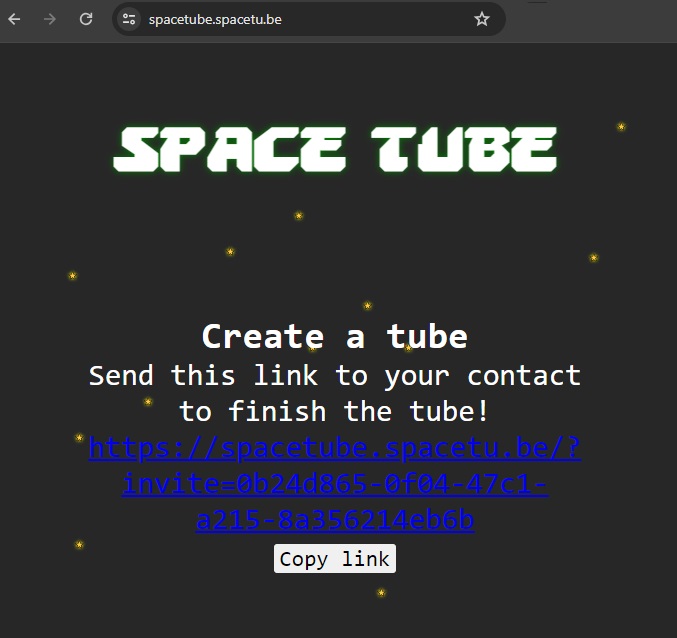 spacetube.spacetu.be
SPACE TUBE
Create a tube
Send this link to your contact
to finish the tube!
https://spacetube.spacetu.be/?
invite=0b24d865-0f04-47c1-
a215-8a356214eb6b
Copy link